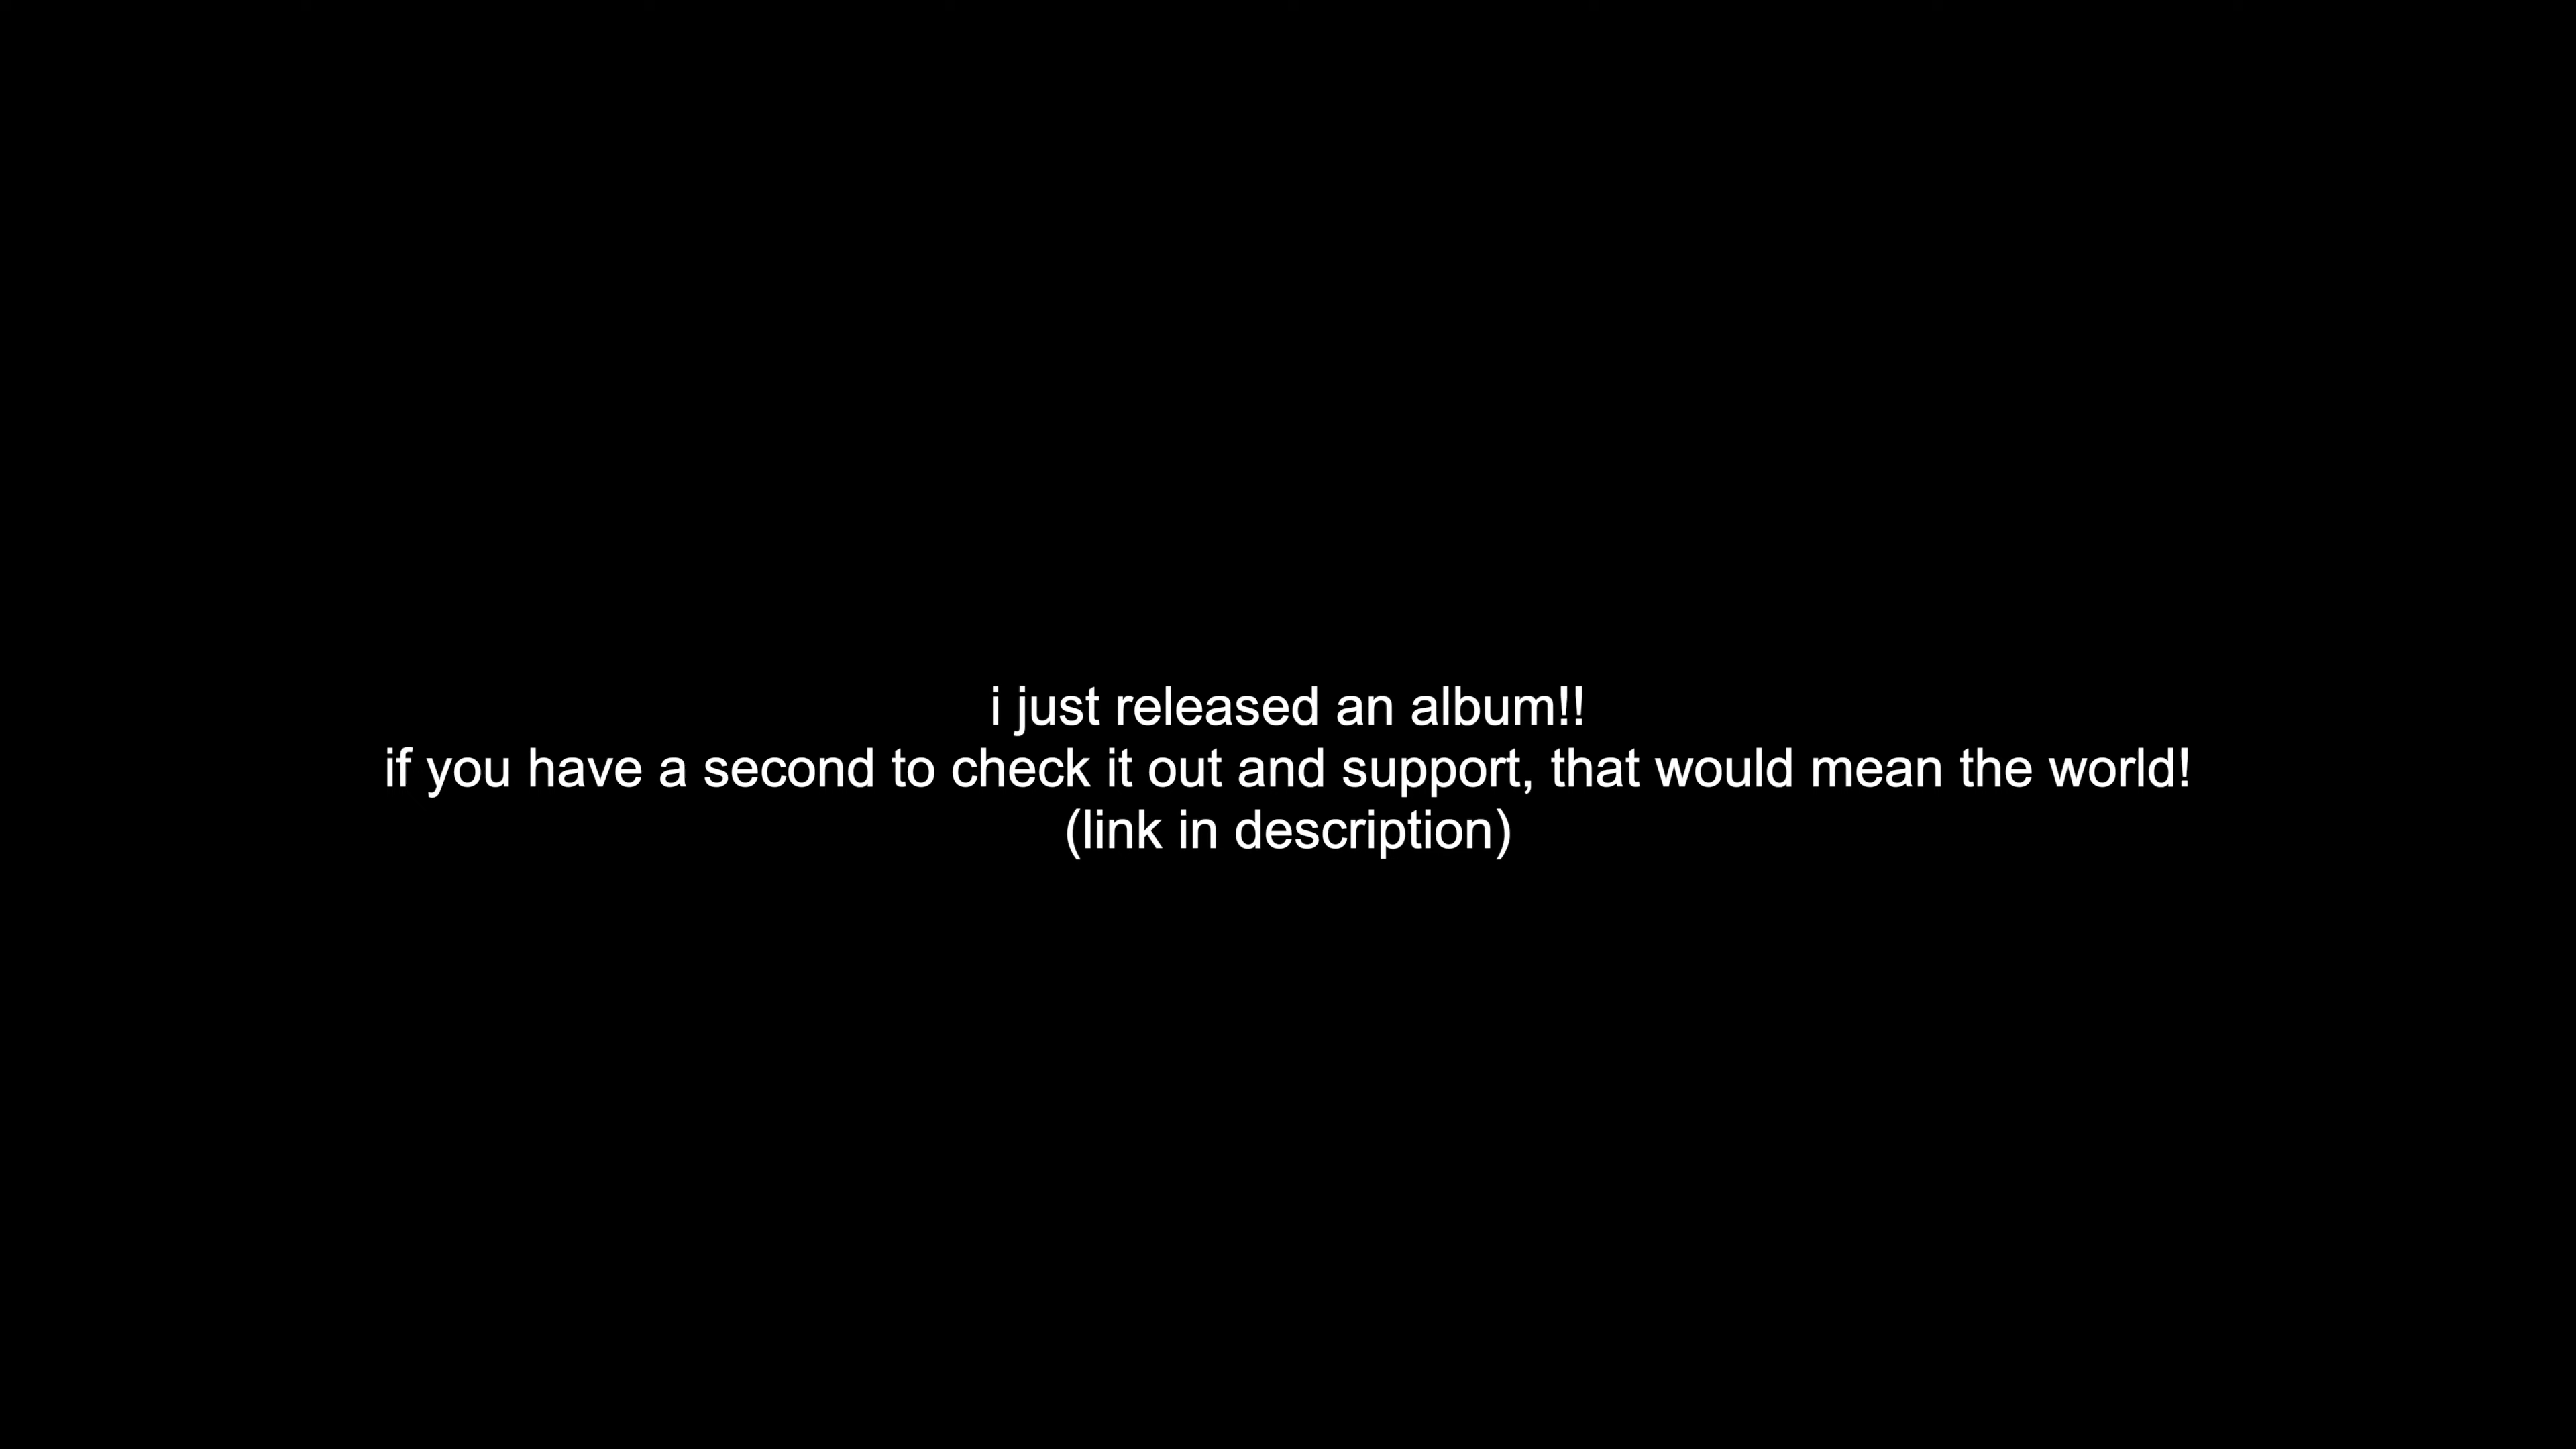 i just released an album!!
if you have a second to check it out and support, that would mean the world!
(link in description)